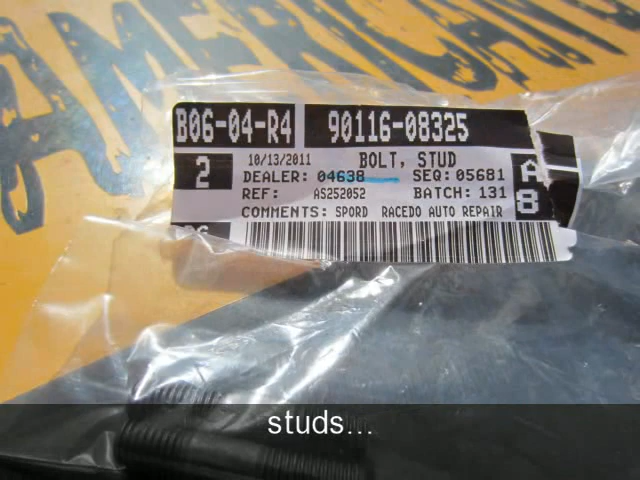 AMERICAN
B06-04-R4 90116-08325
2 10/13/2011 BOLT, STUD
DEALER: 04638 SEQ: 05681 A
REF: AS252052 BATCH: 131 8
COMMENTS: SPORD RACEDO AUTO REPAIR
studs...